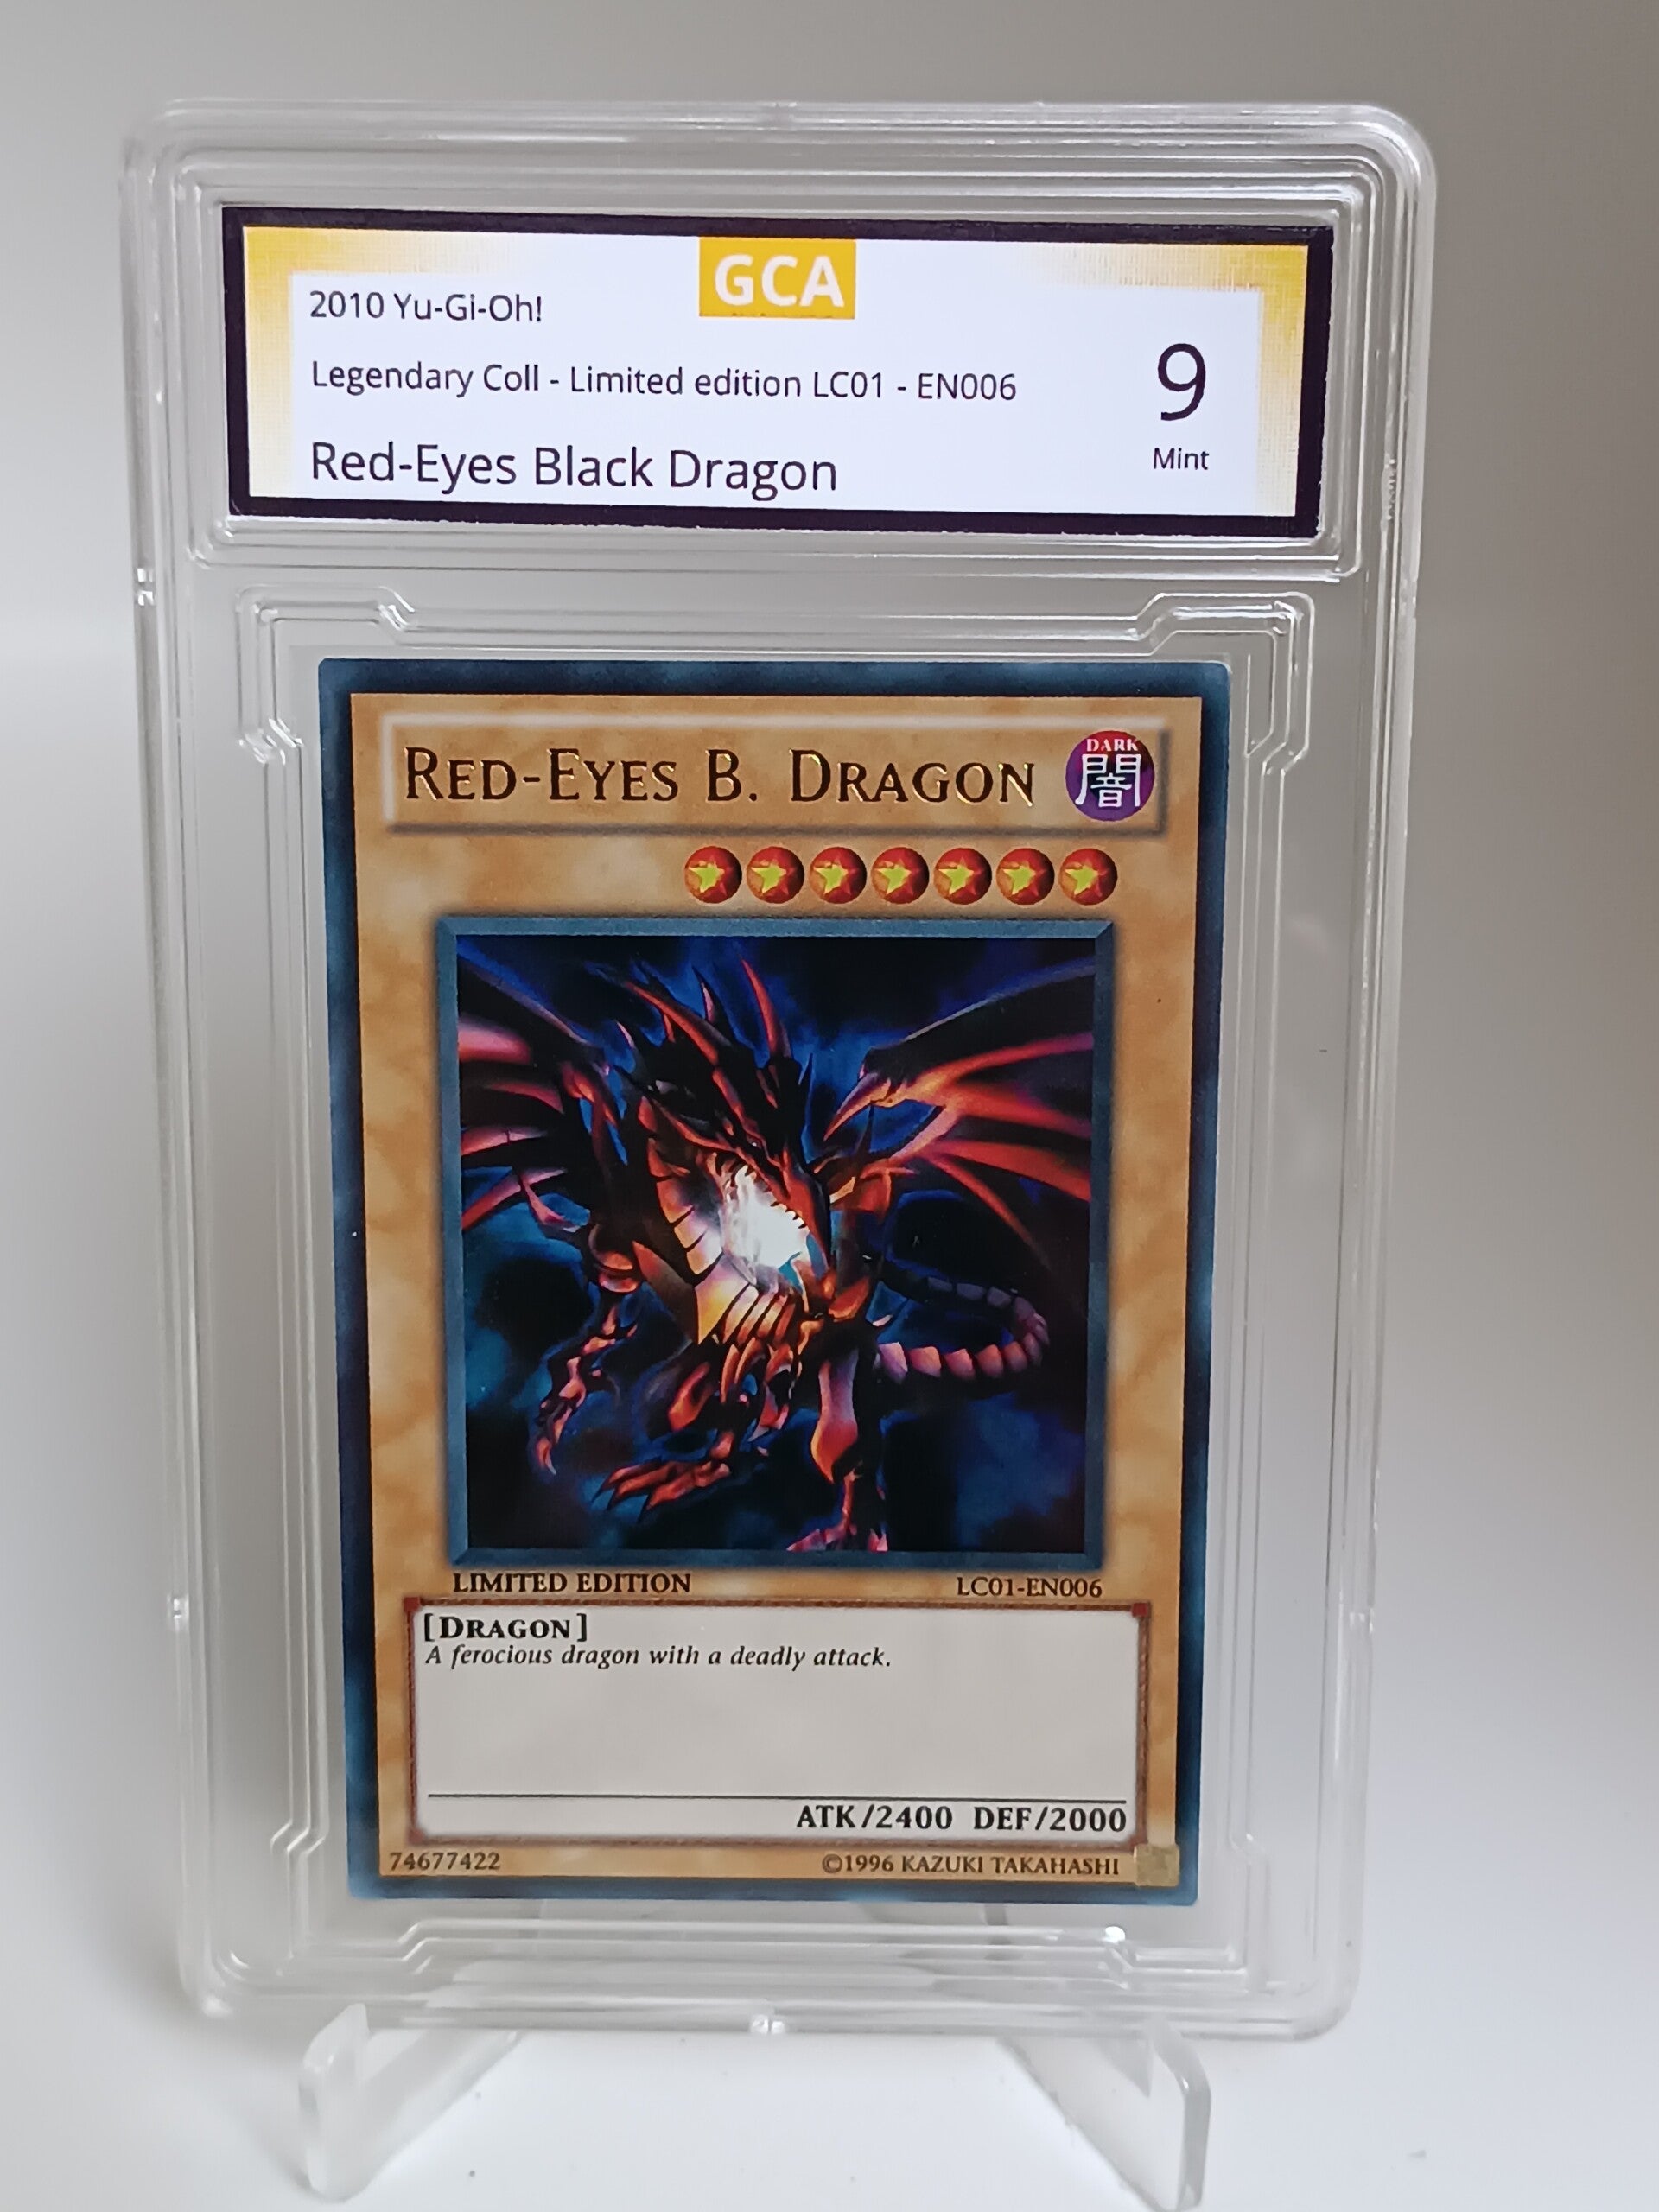 GCA
2010 Yu-Gi-Oh!
Legendary Coll - Limited edition LC01 - EN006
9
Red-Eyes Black Dragon
Mint
RED-EYES B. DRAGON
DARK
闇
LIMITED EDITION
LC01-EN006
[DRAGON]
A ferocious dragon with a deadly attack.
ATK/2400 DEF/2000
74677422
©1996 KAZUKI TAKAHASHI